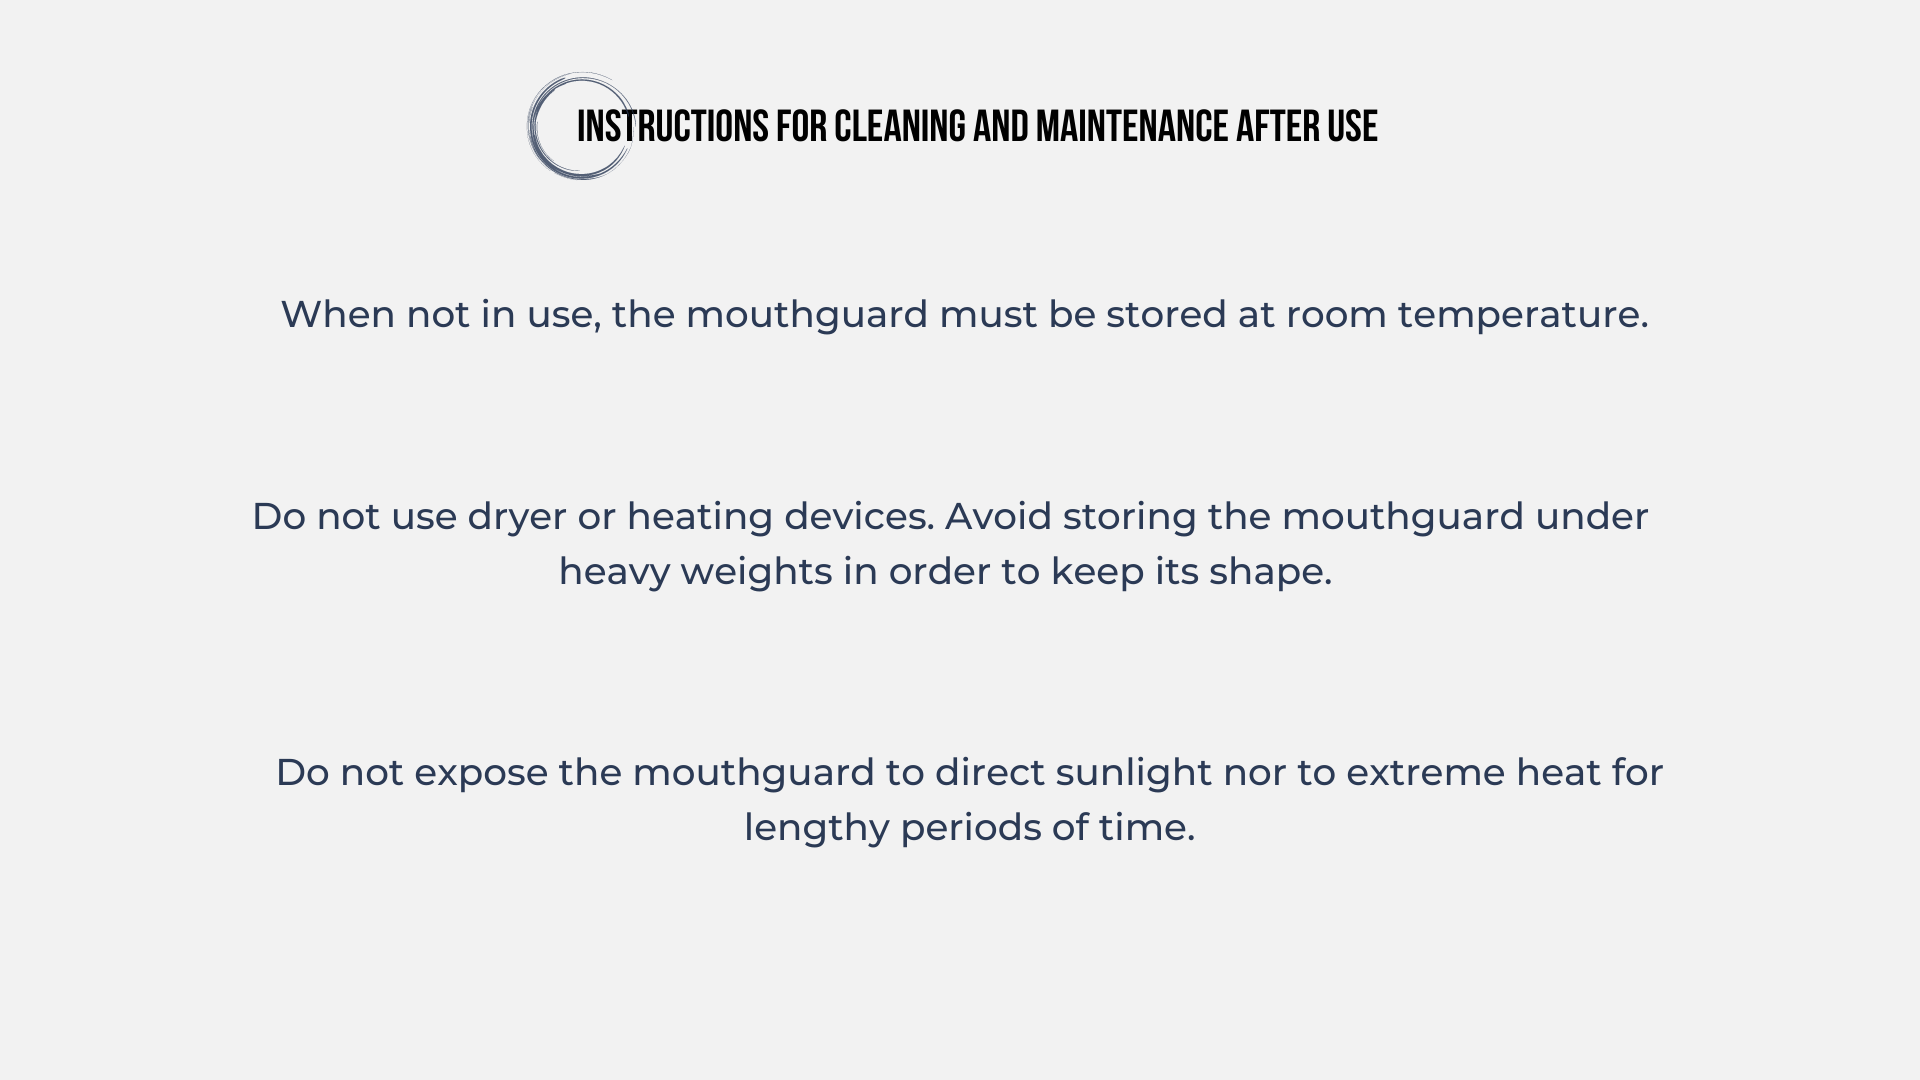 INSTRUCTIONS FOR CLEANING AND MAINTENANCE AFTER USE
When not in use, the mouthguard must be stored at room temperature.
Do not use dryer or heating devices. Avoid storing the mouthguard under
heavy weights in order to keep its shape.
Do not expose the mouthguard to direct sunlight nor to extreme heat for
lengthy periods of time.